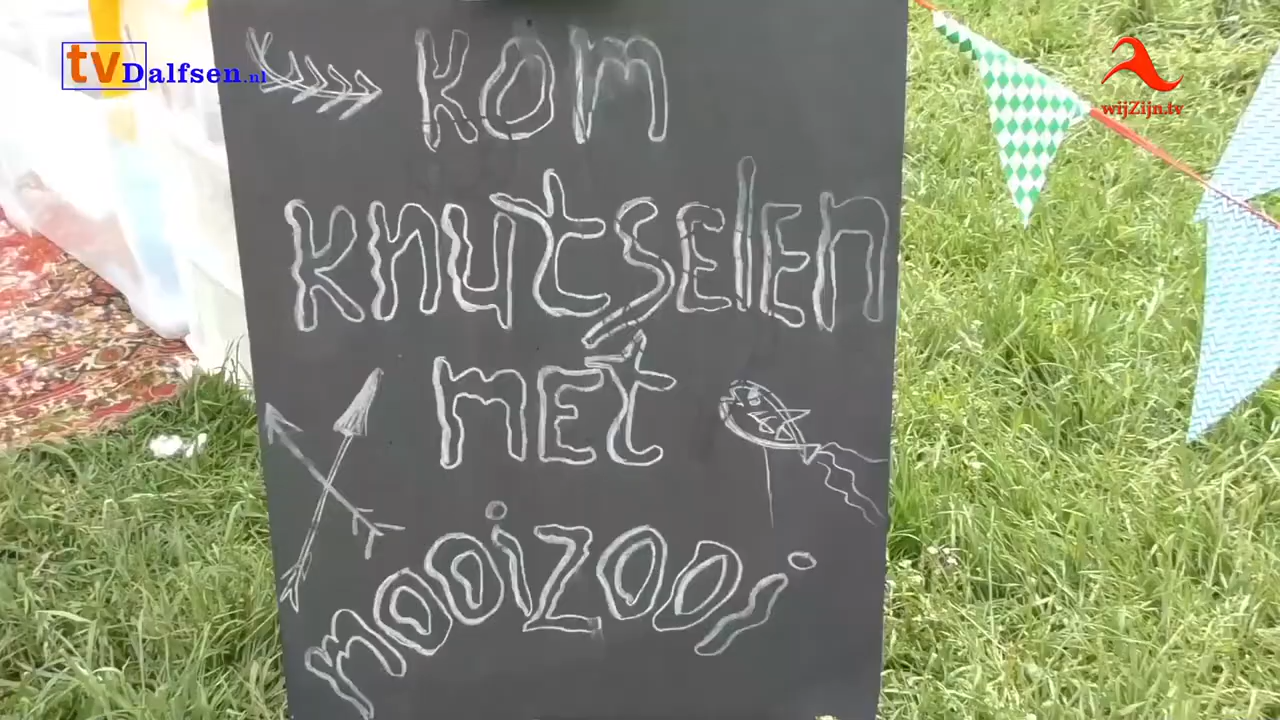 tvDalfsen.nl
wijZijn.tv
KOM
KNUTSELEN
MET
MOOIZOOi